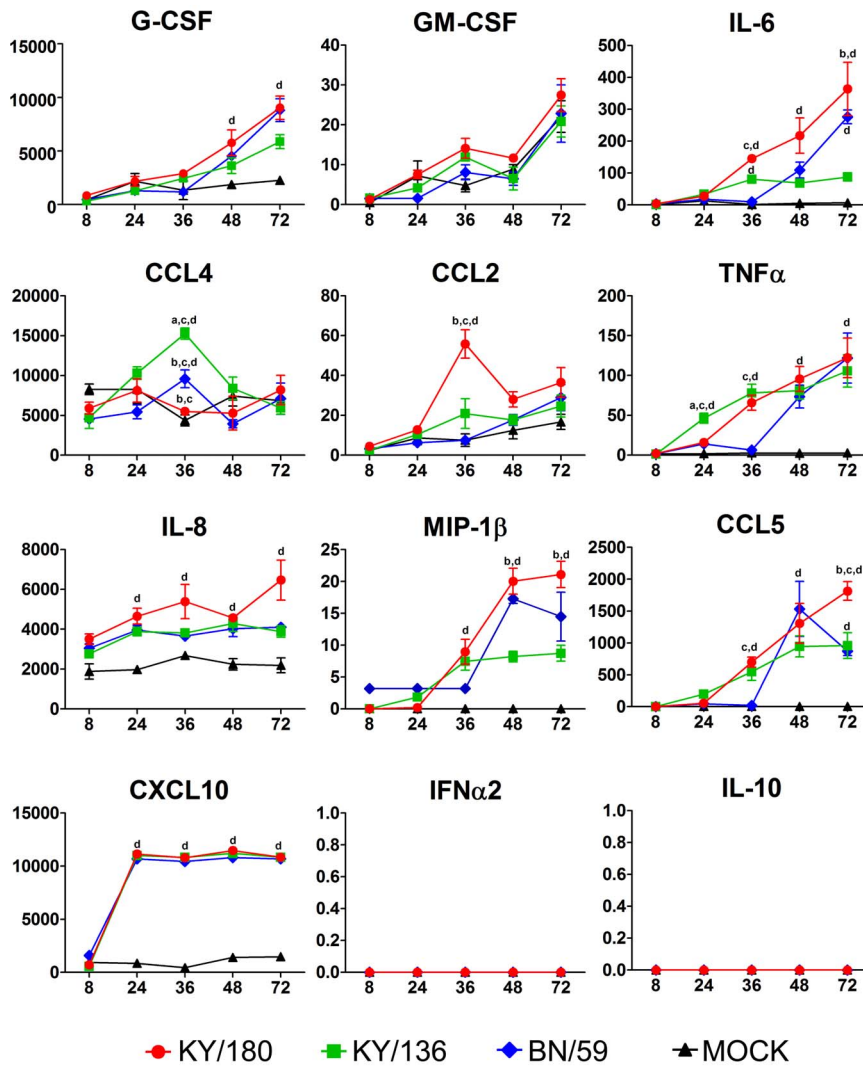 G-CSF
15000
10000
5000
0
8 24 36 48 72
d
d
GM-CSF
40
30
20
10
0
8 24 36 48 72
IL-6
500
400
300
200
100
0
8 24 36 48 72
c,d
d
d
b,d
d
CCL4
20000
15000
10000
5000
0
8 24 36 48 72
a,c,d
b,c,d
b,c
CCL2
80
60
40
20
0
8 24 36 48 72
b,c,d
TNFα
200
150
100
50
0
8 24 36 48 72
a,c,d
c,d
d
d
IL-8
8000
6000
4000
2000
0
8 24 36 48 72
d
d
d
d
MIP-1β
25
20
15
10
5
0
8 24 36 48 72
d
b,d
b,d
CCL5
2500
2000
1500
1000
500
0
8 24 36 48 72
c,d
d
b,c,d
d
CXCL10
15000
10000
5000
0
8 24 36 48 72
d
d
d
d
IFNα2
1.0
0.8
0.6
0.4
0.2
0.0
8 24 36 48 72
IL-10
1.0
0.8
0.6
0.4
0.2
0.0
8 24 36 48 72
KY/180 KY/136 BN/59 MOCK